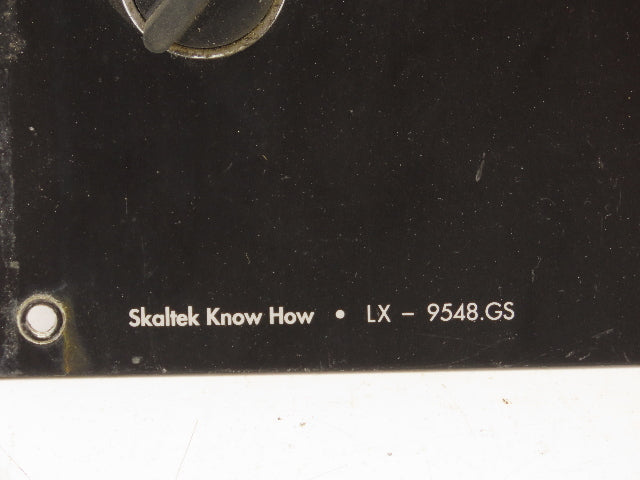 Skaltek Know How • LX – 9548.GS